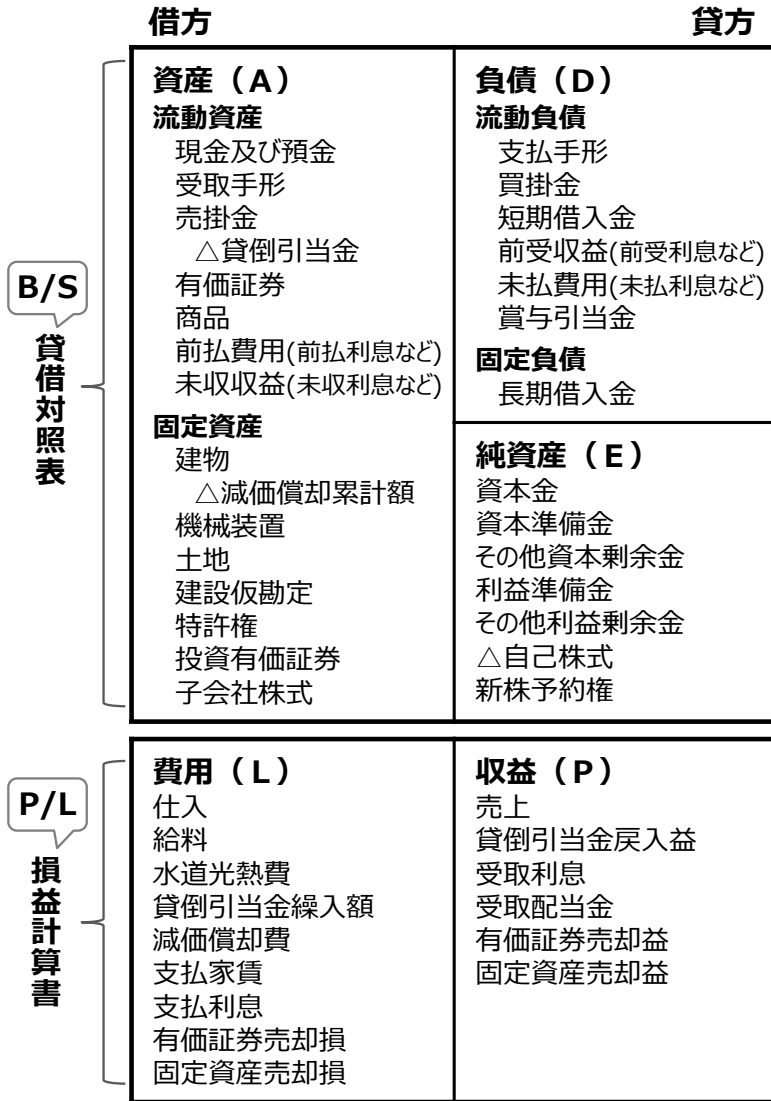 借方
貸方
B/S
貸借対照表
資産（A）
流動資産
現金及び預金
受取手形
売掛金
△貸倒引当金
有価証券
商品
前払費用(前払利息など)
未収収益(未収利息など)
固定資産
建物
△減価償却累計額
機械装置
土地
建設仮勘定
特許権
投資有価証券
子会社株式
負債（D）
流動負債
支払手形
買掛金
短期借入金
前受収益(前受利息など)
未払費用(未払利息など)
賞与引当金
固定負債
長期借入金
純資産（E）
資本金
資本準備金
その他資本剰余金
利益準備金
その他利益剰余金
△自己株式
新株予約権
P/L
損益計算書
費用（L）
仕入
給料
水道光熱費
貸倒引当金繰入額
減価償却費
支払家賃
支払利息
有価証券売却損
固定資産売却損
収益（P）
売上
貸倒引当金戻入益
受取利息
受取配当金
有価証券売却益
固定資産売却益